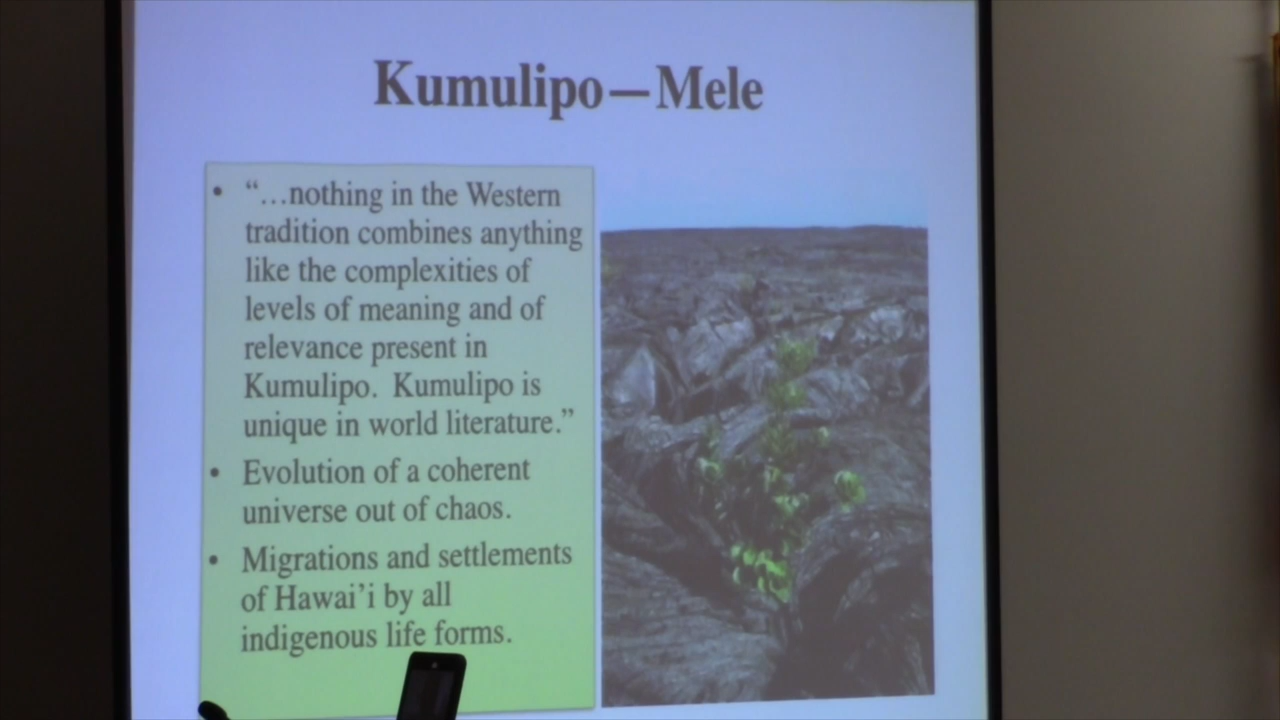 Kumulipo—Mele
• “…nothing in the Western
tradition combines anything
like the complexities of
levels of meaning and of
relevance present in
Kumulipo.  Kumulipo is
unique in world literature.”
• Evolution of a coherent
universe out of chaos.
• Migrations and settlements
of Hawai’i by all
indigenous life forms.